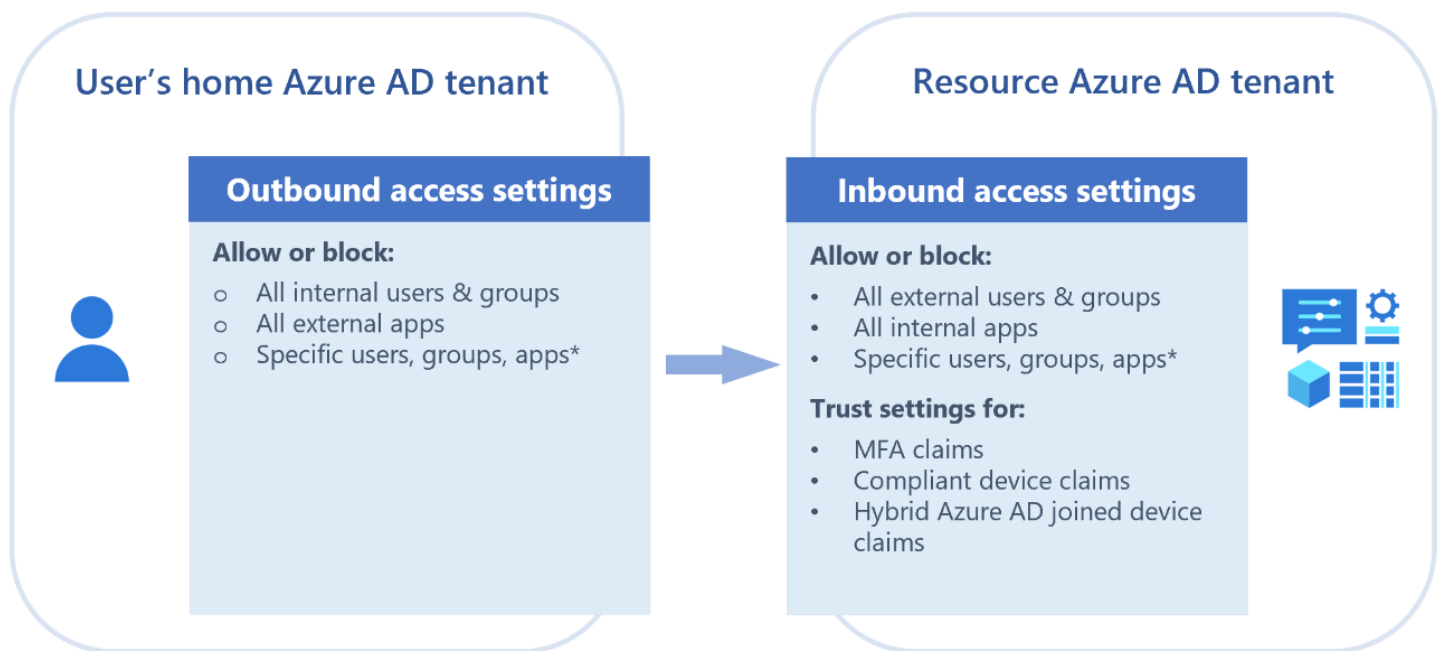 User's home Azure AD tenant
Outbound access settings
Allow or block:
o All internal users & groups
o All external apps
o Specific users, groups, apps*
Resource Azure AD tenant
Inbound access settings
Allow or block:
• All external users & groups
• All internal apps
• Specific users, groups, apps*
Trust settings for:
• MFA claims
• Compliant device claims
• Hybrid Azure AD joined device
claims